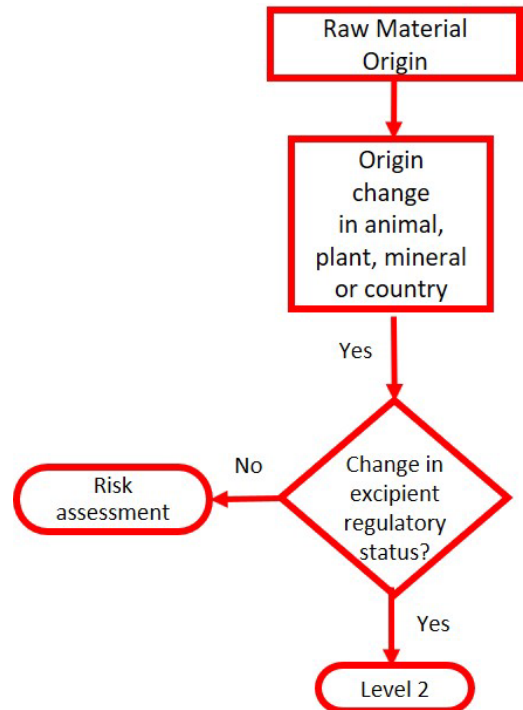 Raw Material
Origin
Origin
change
in animal,
plant, mineral
or country
Yes
No
Change in
excipient
regulatory
status?
Risk
assessment
Yes
Level 2